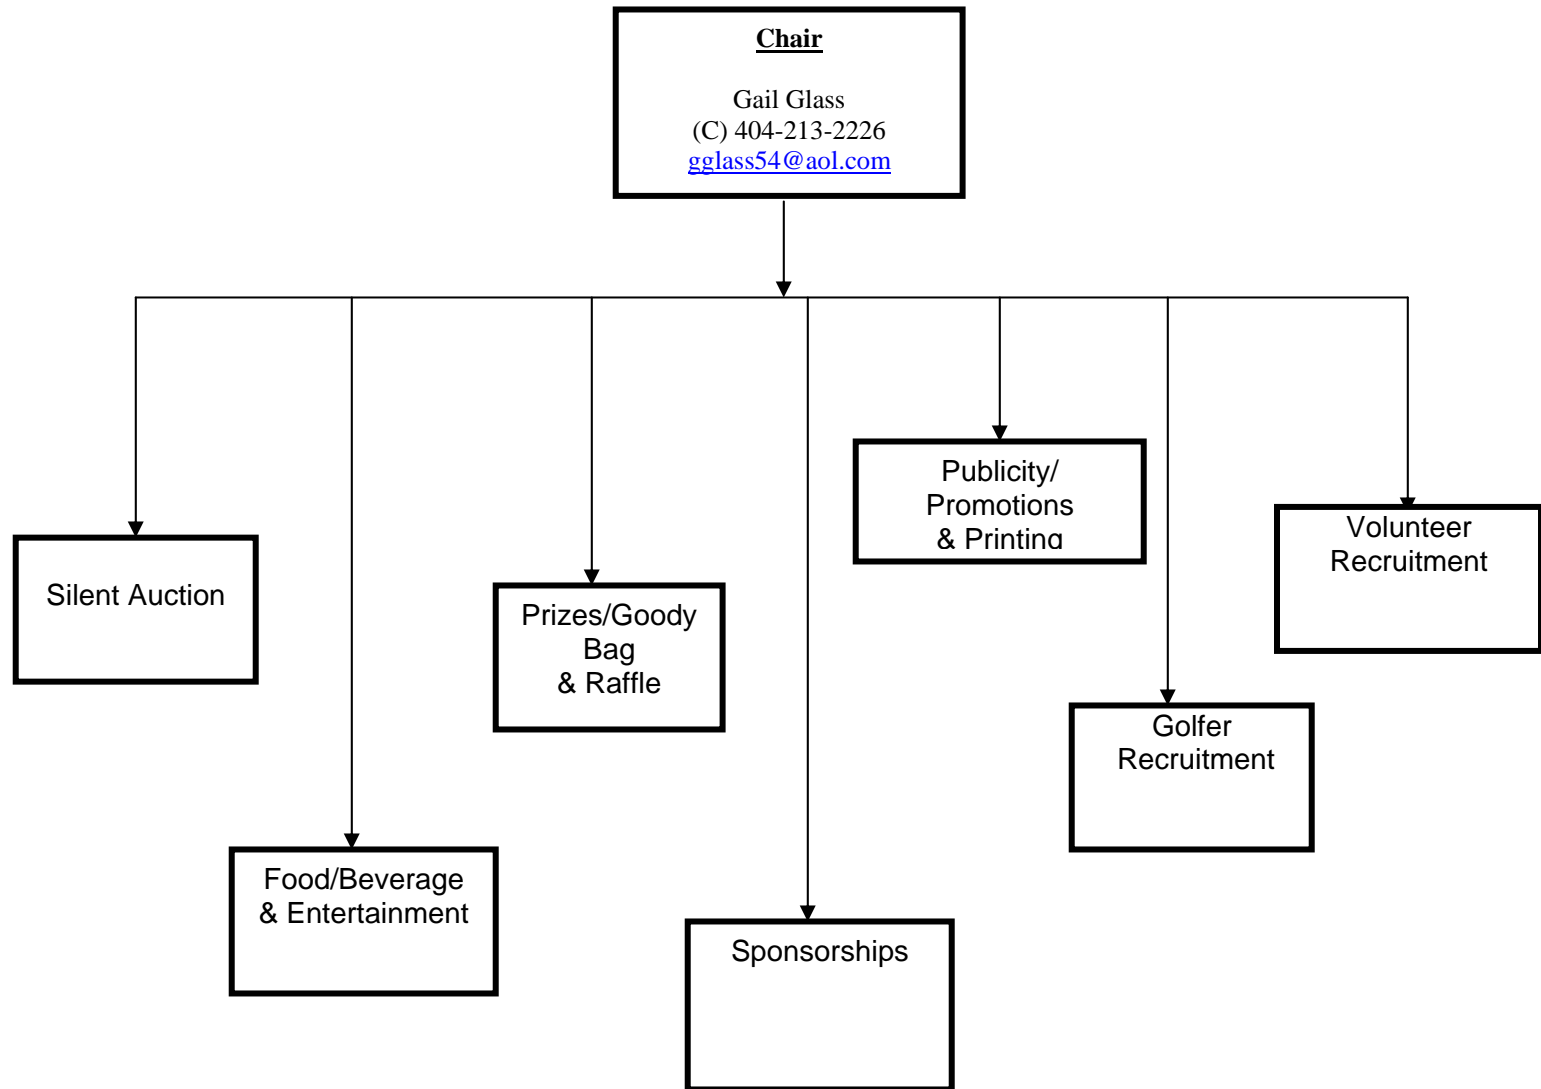 Chair
Gail Glass
(C) 404-213-2226
gglass54@aol.com
Publicity/
Promotions
& Printing
Volunteer
Recruitment
Silent Auction
Prizes/Goody
Bag
& Raffle
Golfer
Recruitment
Food/Beverage
& Entertainment
Sponsorships